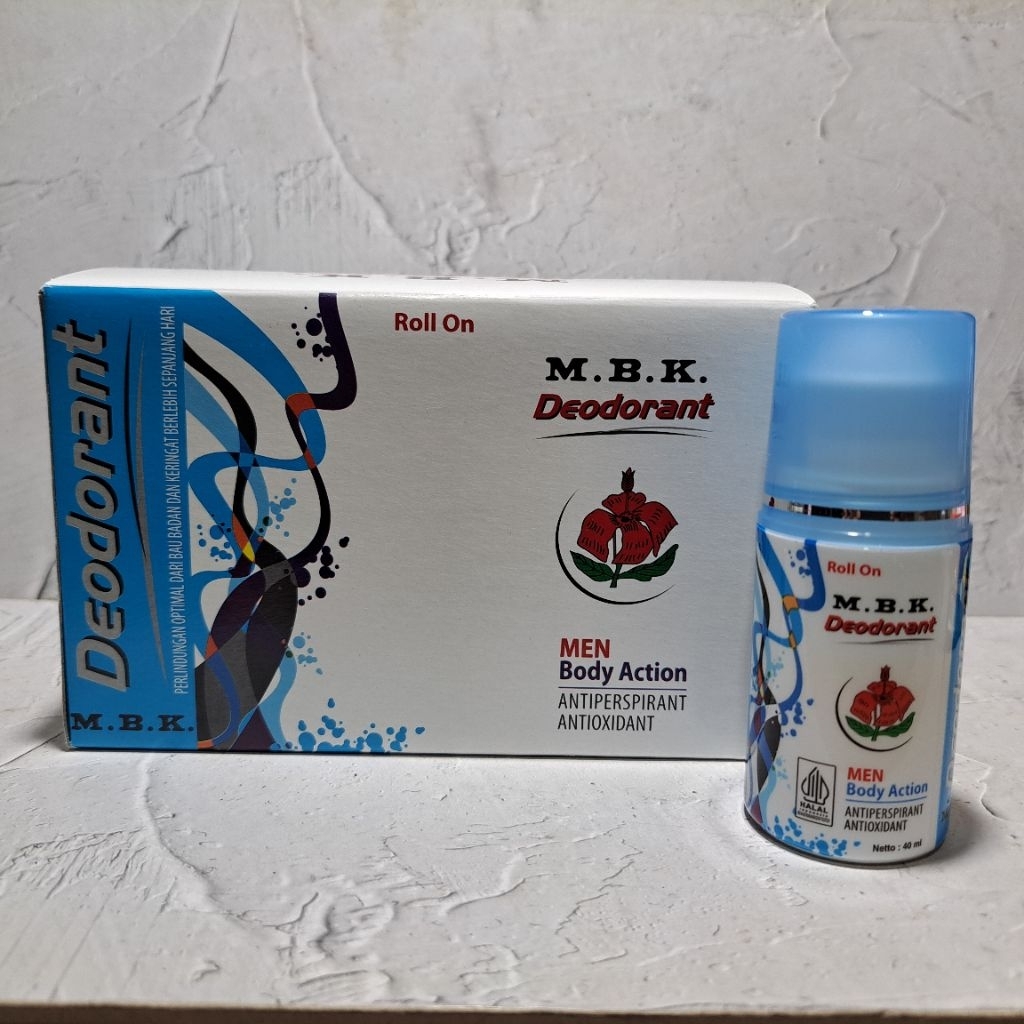 Deodorant
PERLINDUNGAN OPTIMAL DARI BAU BADAN DAN KERINGAT BERLEBIH SEPANJANG HARI
M.B.K.
Roll On
M.B.K.
Deodorant
MEN
Body Action
ANTIPERSPIRANT
ANTIOXIDANT
Roll On
M.B.K.
Deodorant
HALAL
INDONESIA
MEN
Body Action
ANTIPERSPIRANT
ANTIOXIDANT
Netto : 40 ml